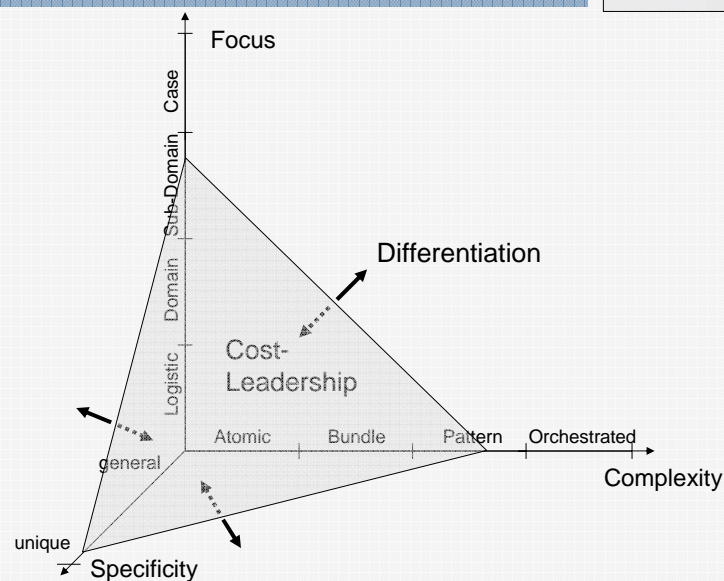 Focus
Case
Sub-Domain
Domain
Logistic
Differentiation
Cost-
Leadership
Atomic
Bundle
Pattern
Orchestrated
Complexity
general
unique
Specificity